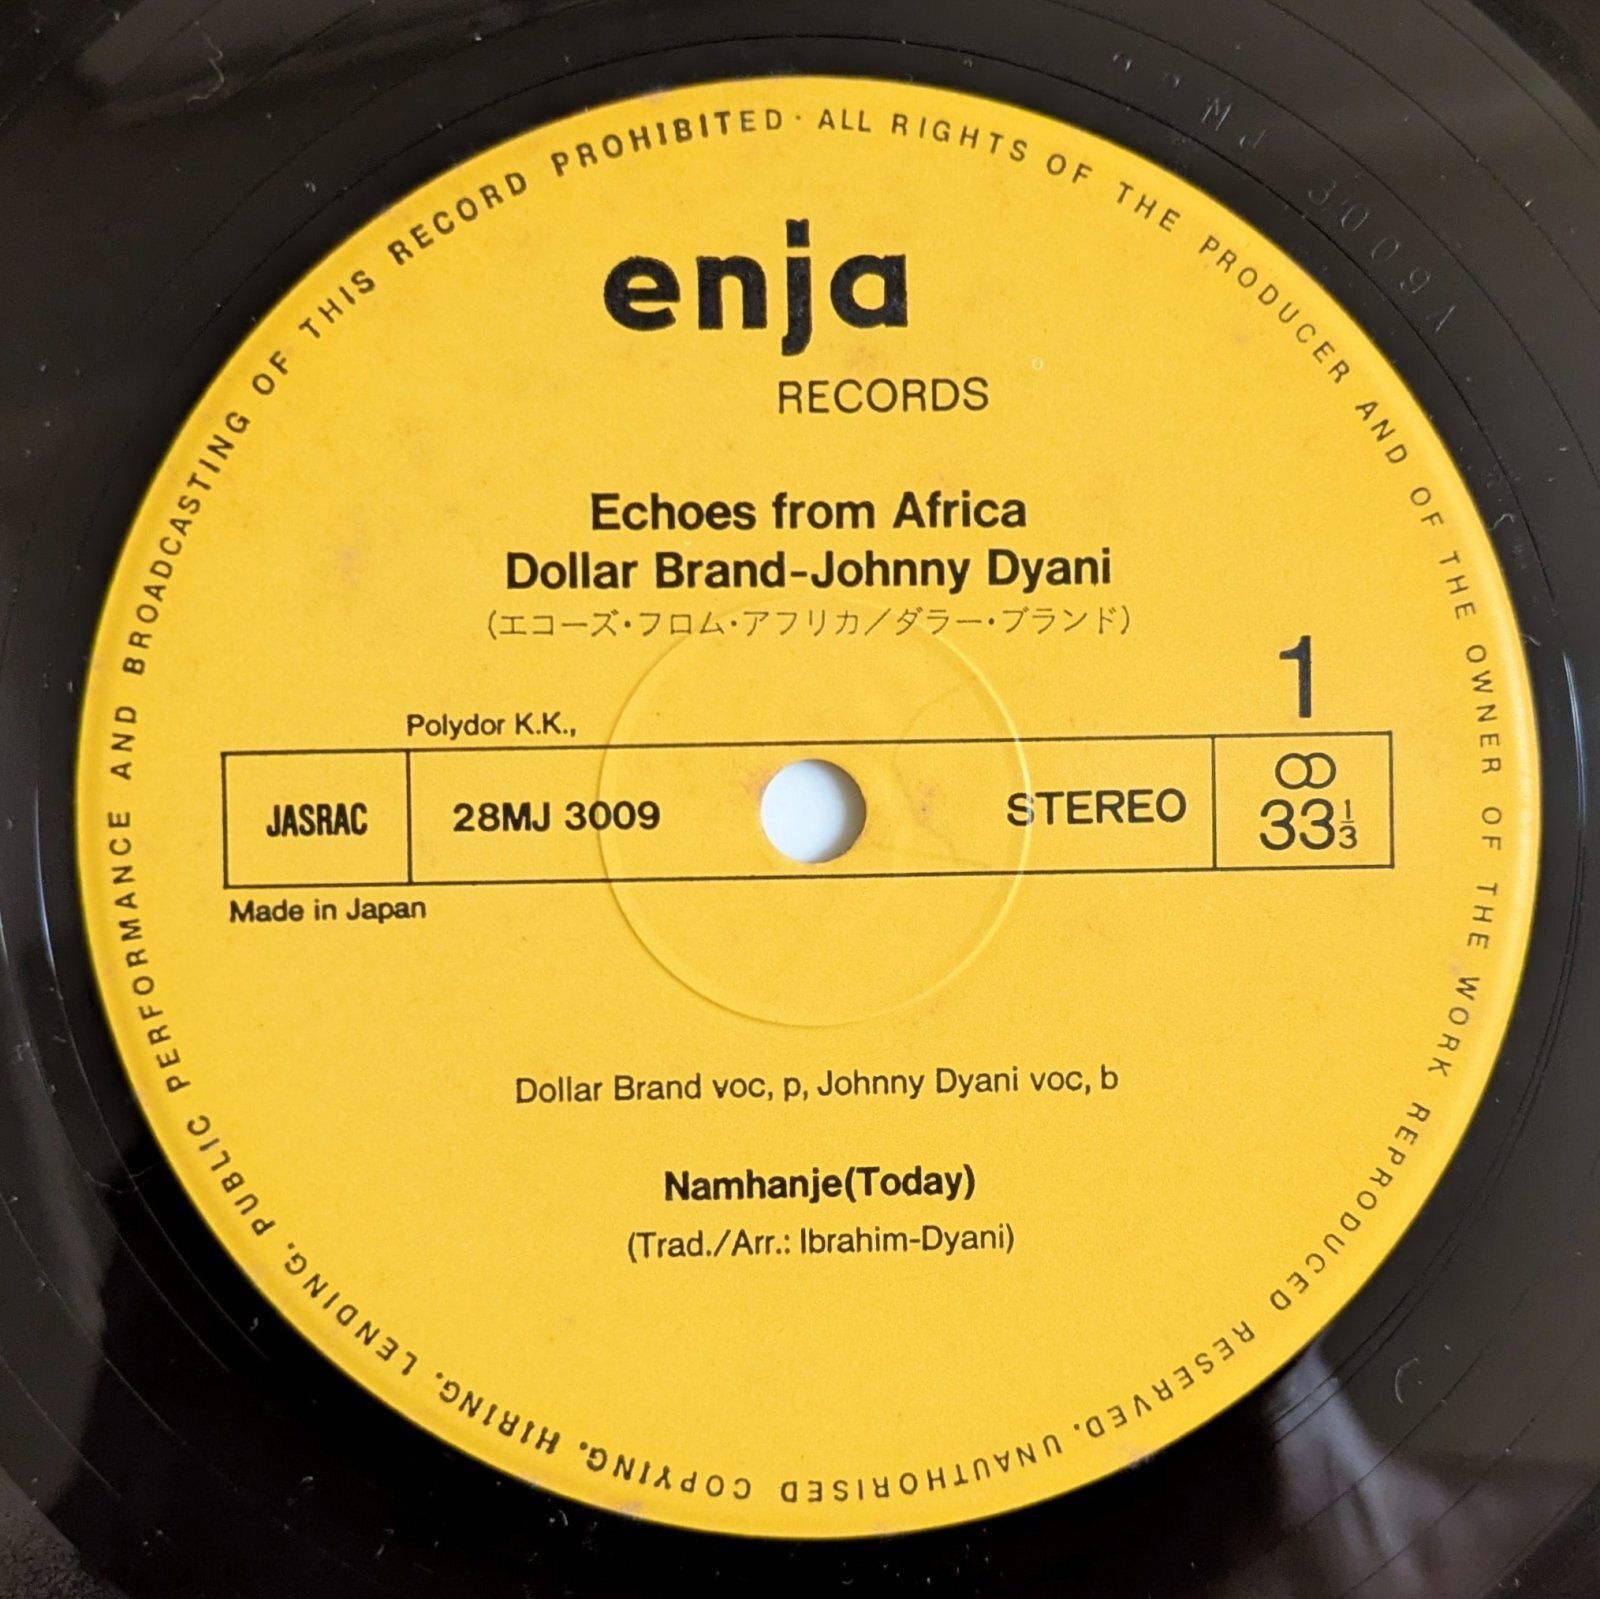 enja
RECORDS
Echoes from Africa
Dollar Brand-Johnny Dyani
(エコーズ・フロム・アフリカ/ダラー・ブランド)
1
Polydor K.K.,
JASRAC
28MJ 3009
STEREO
33 1/3
Made in Japan
Dollar Brand voc, p, Johnny Dyani voc, b
Namhanje(Today)
(Trad./Arr.: Ibrahim-Dyani)
ALL RIGHTS OF THE PRODUCER AND OF THE OWNER OF THE WORK REPRODUCED RESERVED. UNAUTHORISED COPYING. HIRING. LENDING. PUBLIC PERFORMANCE AND BROADCASTING OF THIS RECORD PROHIBITED·